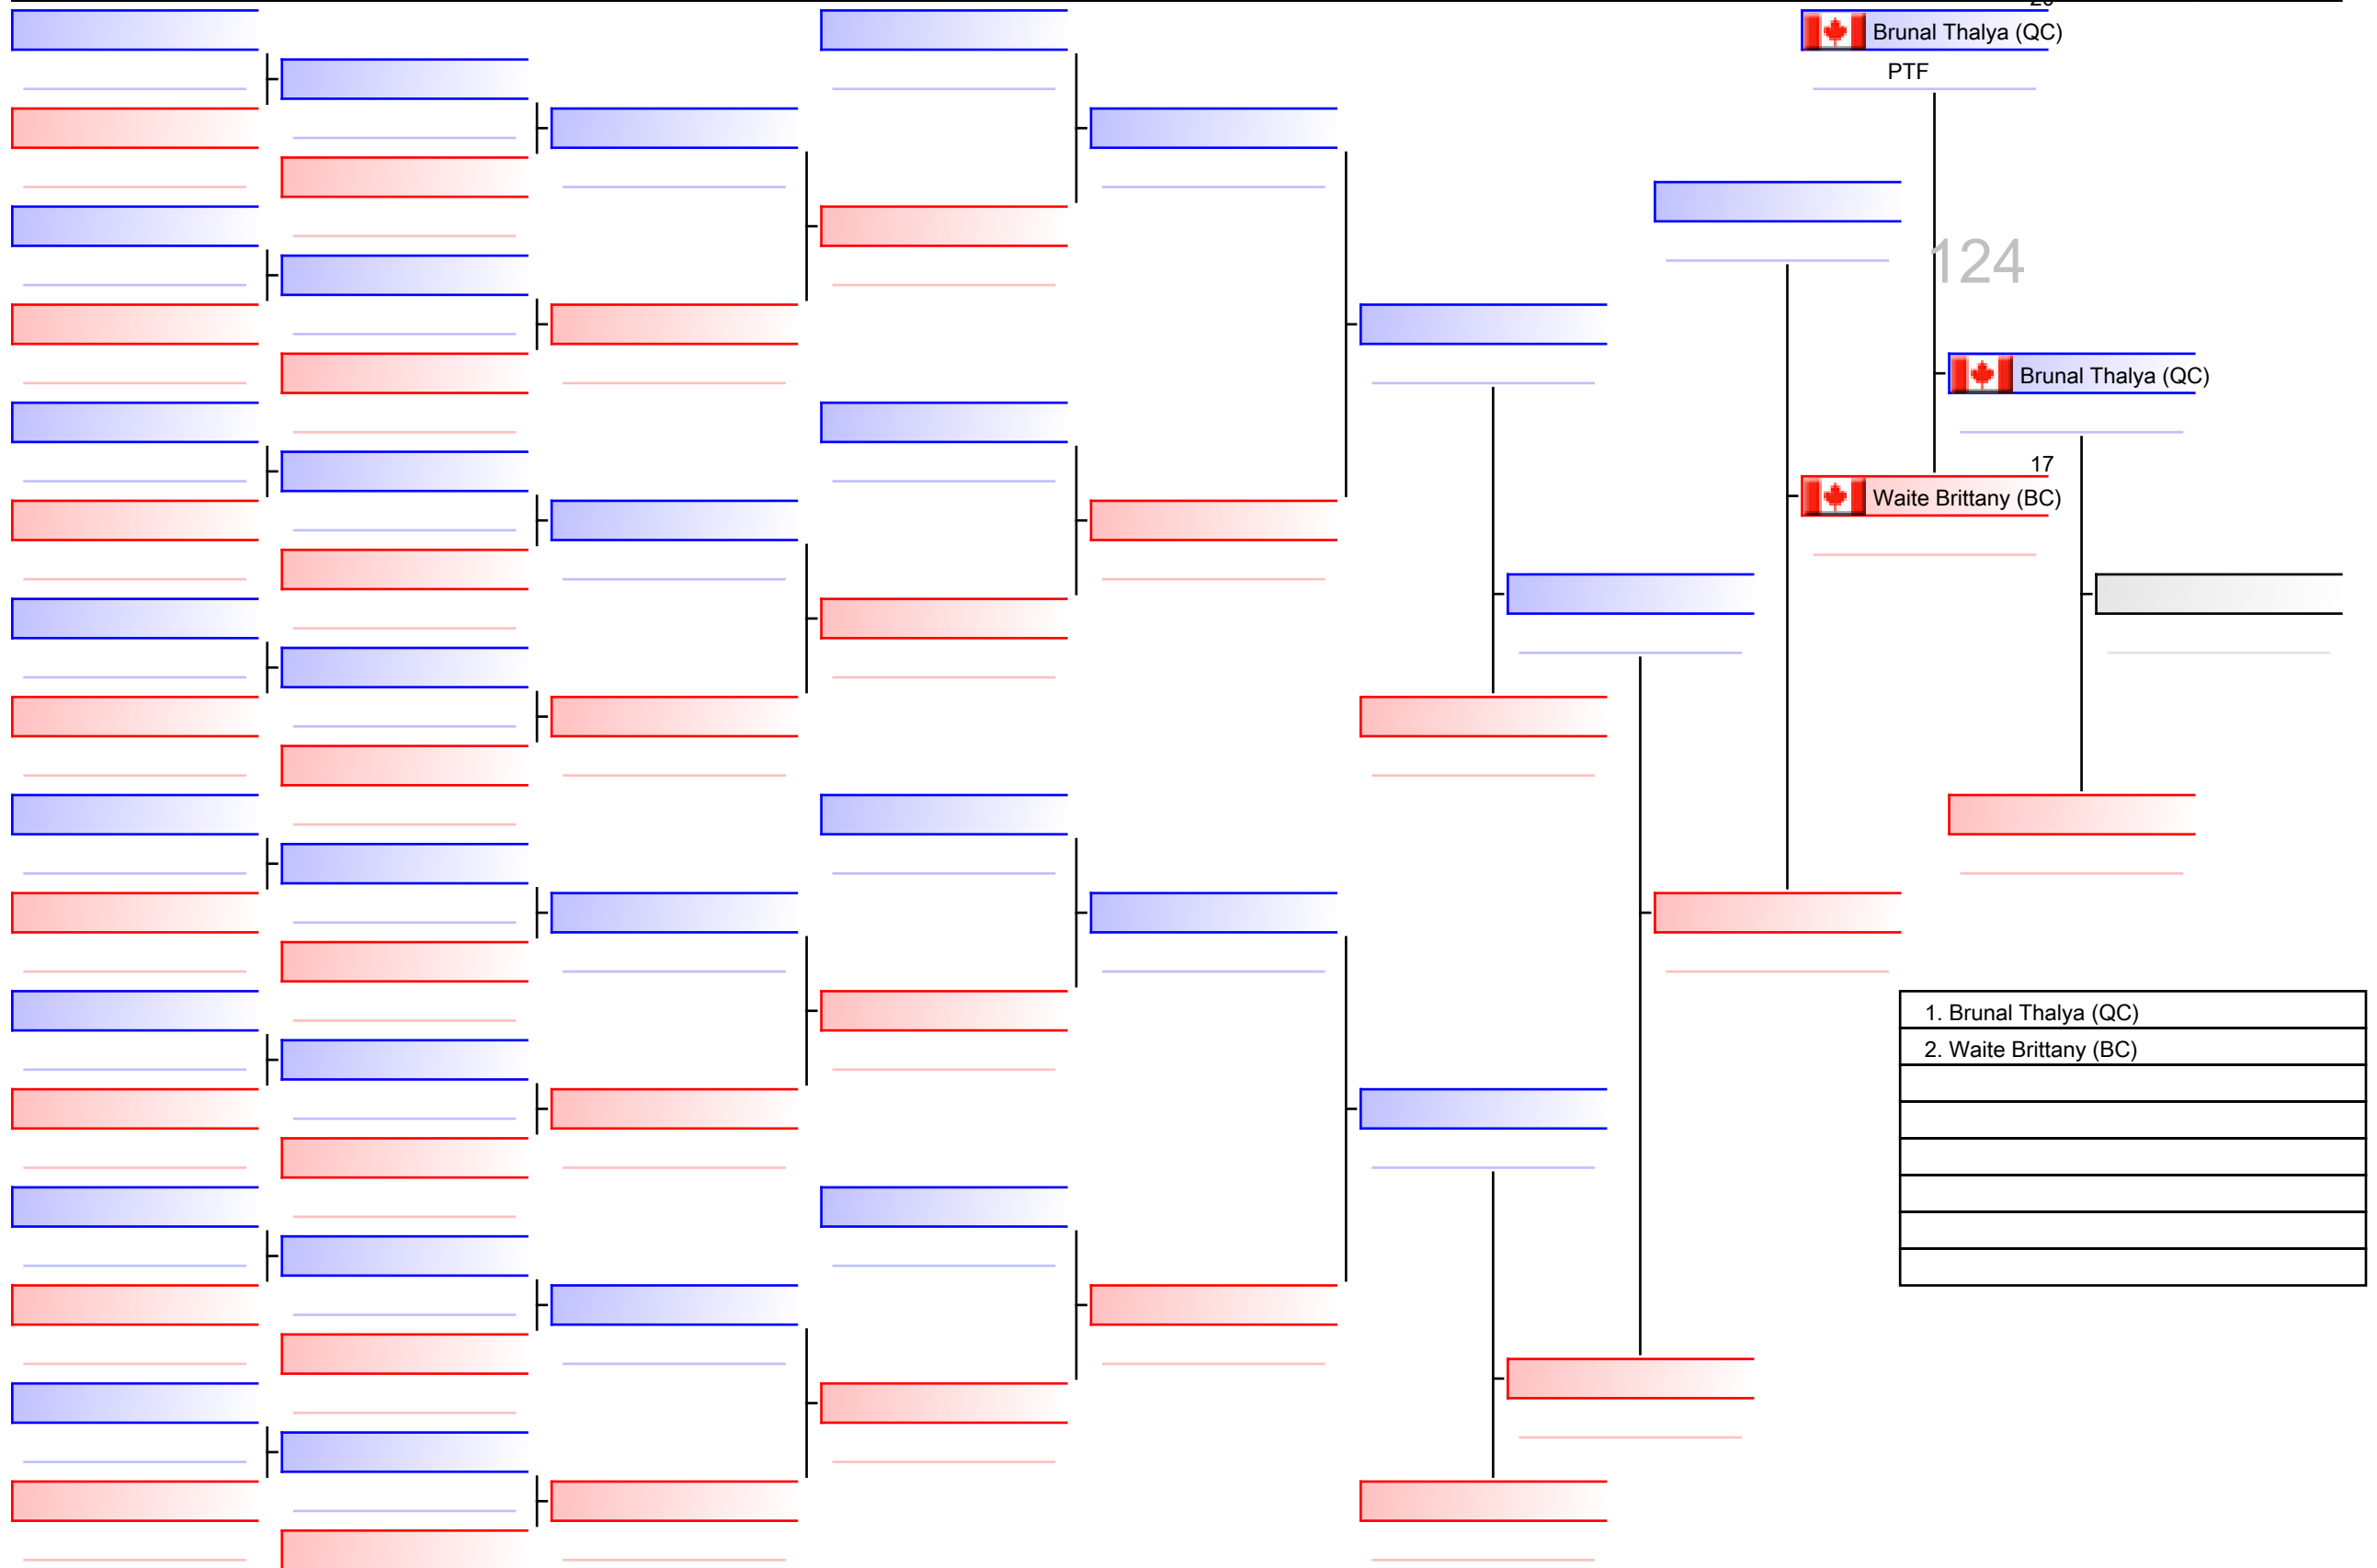 Brunal Thalya (QC)
PTF
124
Brunal Thalya (QC)
17
Waite Brittany (BC)
1. Brunal Thalya (QC)
2. Waite Brittany (BC)